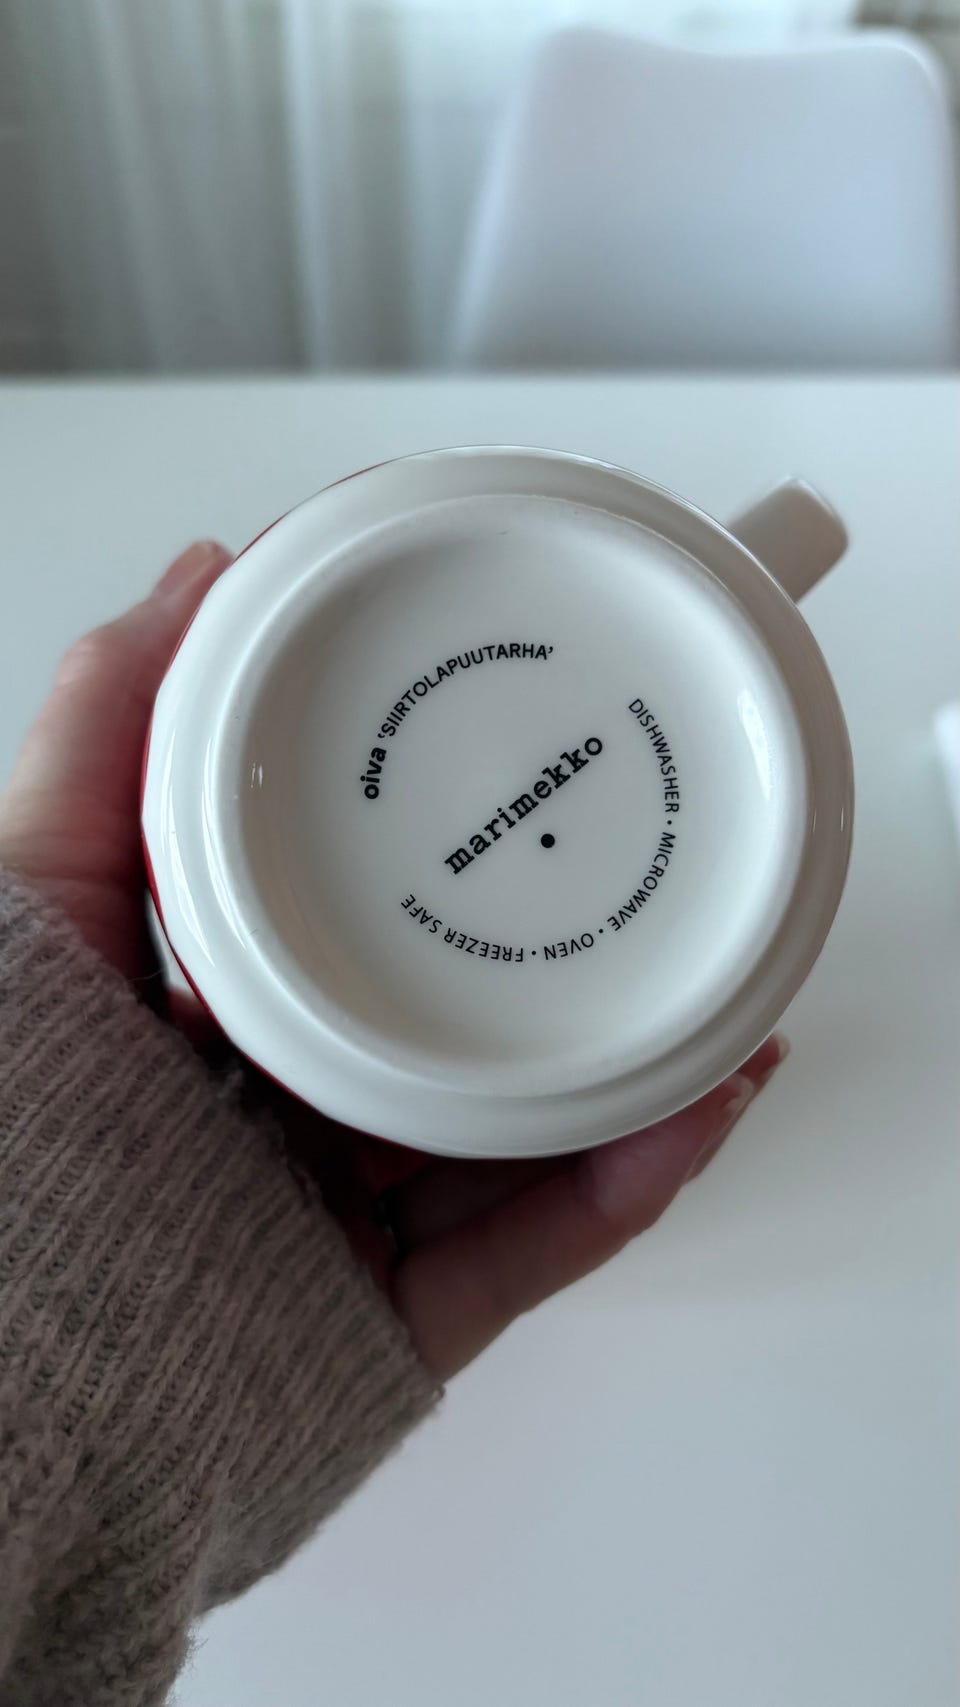 oiva ‘SIIRTOLAPUUTARHA’
marimekko
DISHWASHER • MICROWAVE • OVEN • FREEZER SAFE